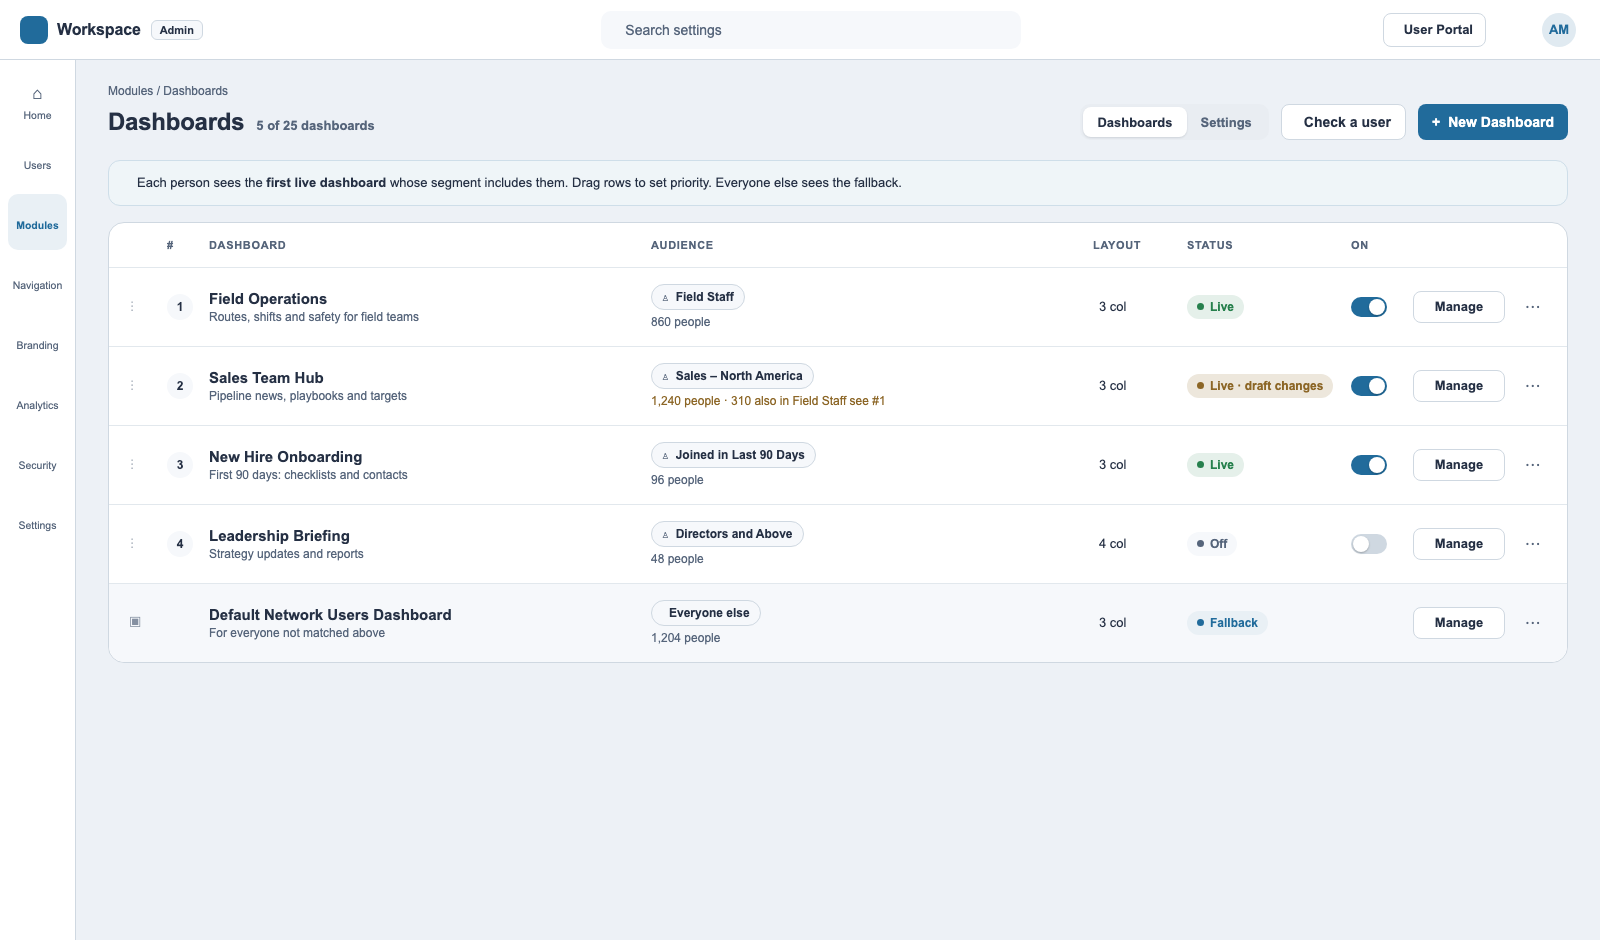 Workspace Admin
Search settings
User Portal
AM
Home
Users
Modules
Navigation
Branding
Analytics
Security
Settings
Modules / Dashboards
Dashboards 5 of 25 dashboards
Dashboards Settings
Check a user
+ New Dashboard
Each person sees the first live dashboard whose segment includes them. Drag rows to set priority. Everyone else sees the fallback.
# DASHBOARD AUDIENCE LAYOUT STATUS ON
1 Field Operations
Routes, shifts and safety for field teams
Field Staff
860 people
3 col
Live
Manage
2 Sales Team Hub
Pipeline news, playbooks and targets
Sales – North America
1,240 people · 310 also in Field Staff see #1
3 col
Live · draft changes
Manage
3 New Hire Onboarding
First 90 days: checklists and contacts
Joined in Last 90 Days
96 people
3 col
Live
Manage
4 Leadership Briefing
Strategy updates and reports
Directors and Above
48 people
4 col
Off
Manage
Default Network Users Dashboard
For everyone not matched above
Everyone else
1,204 people
3 col
Fallback
Manage